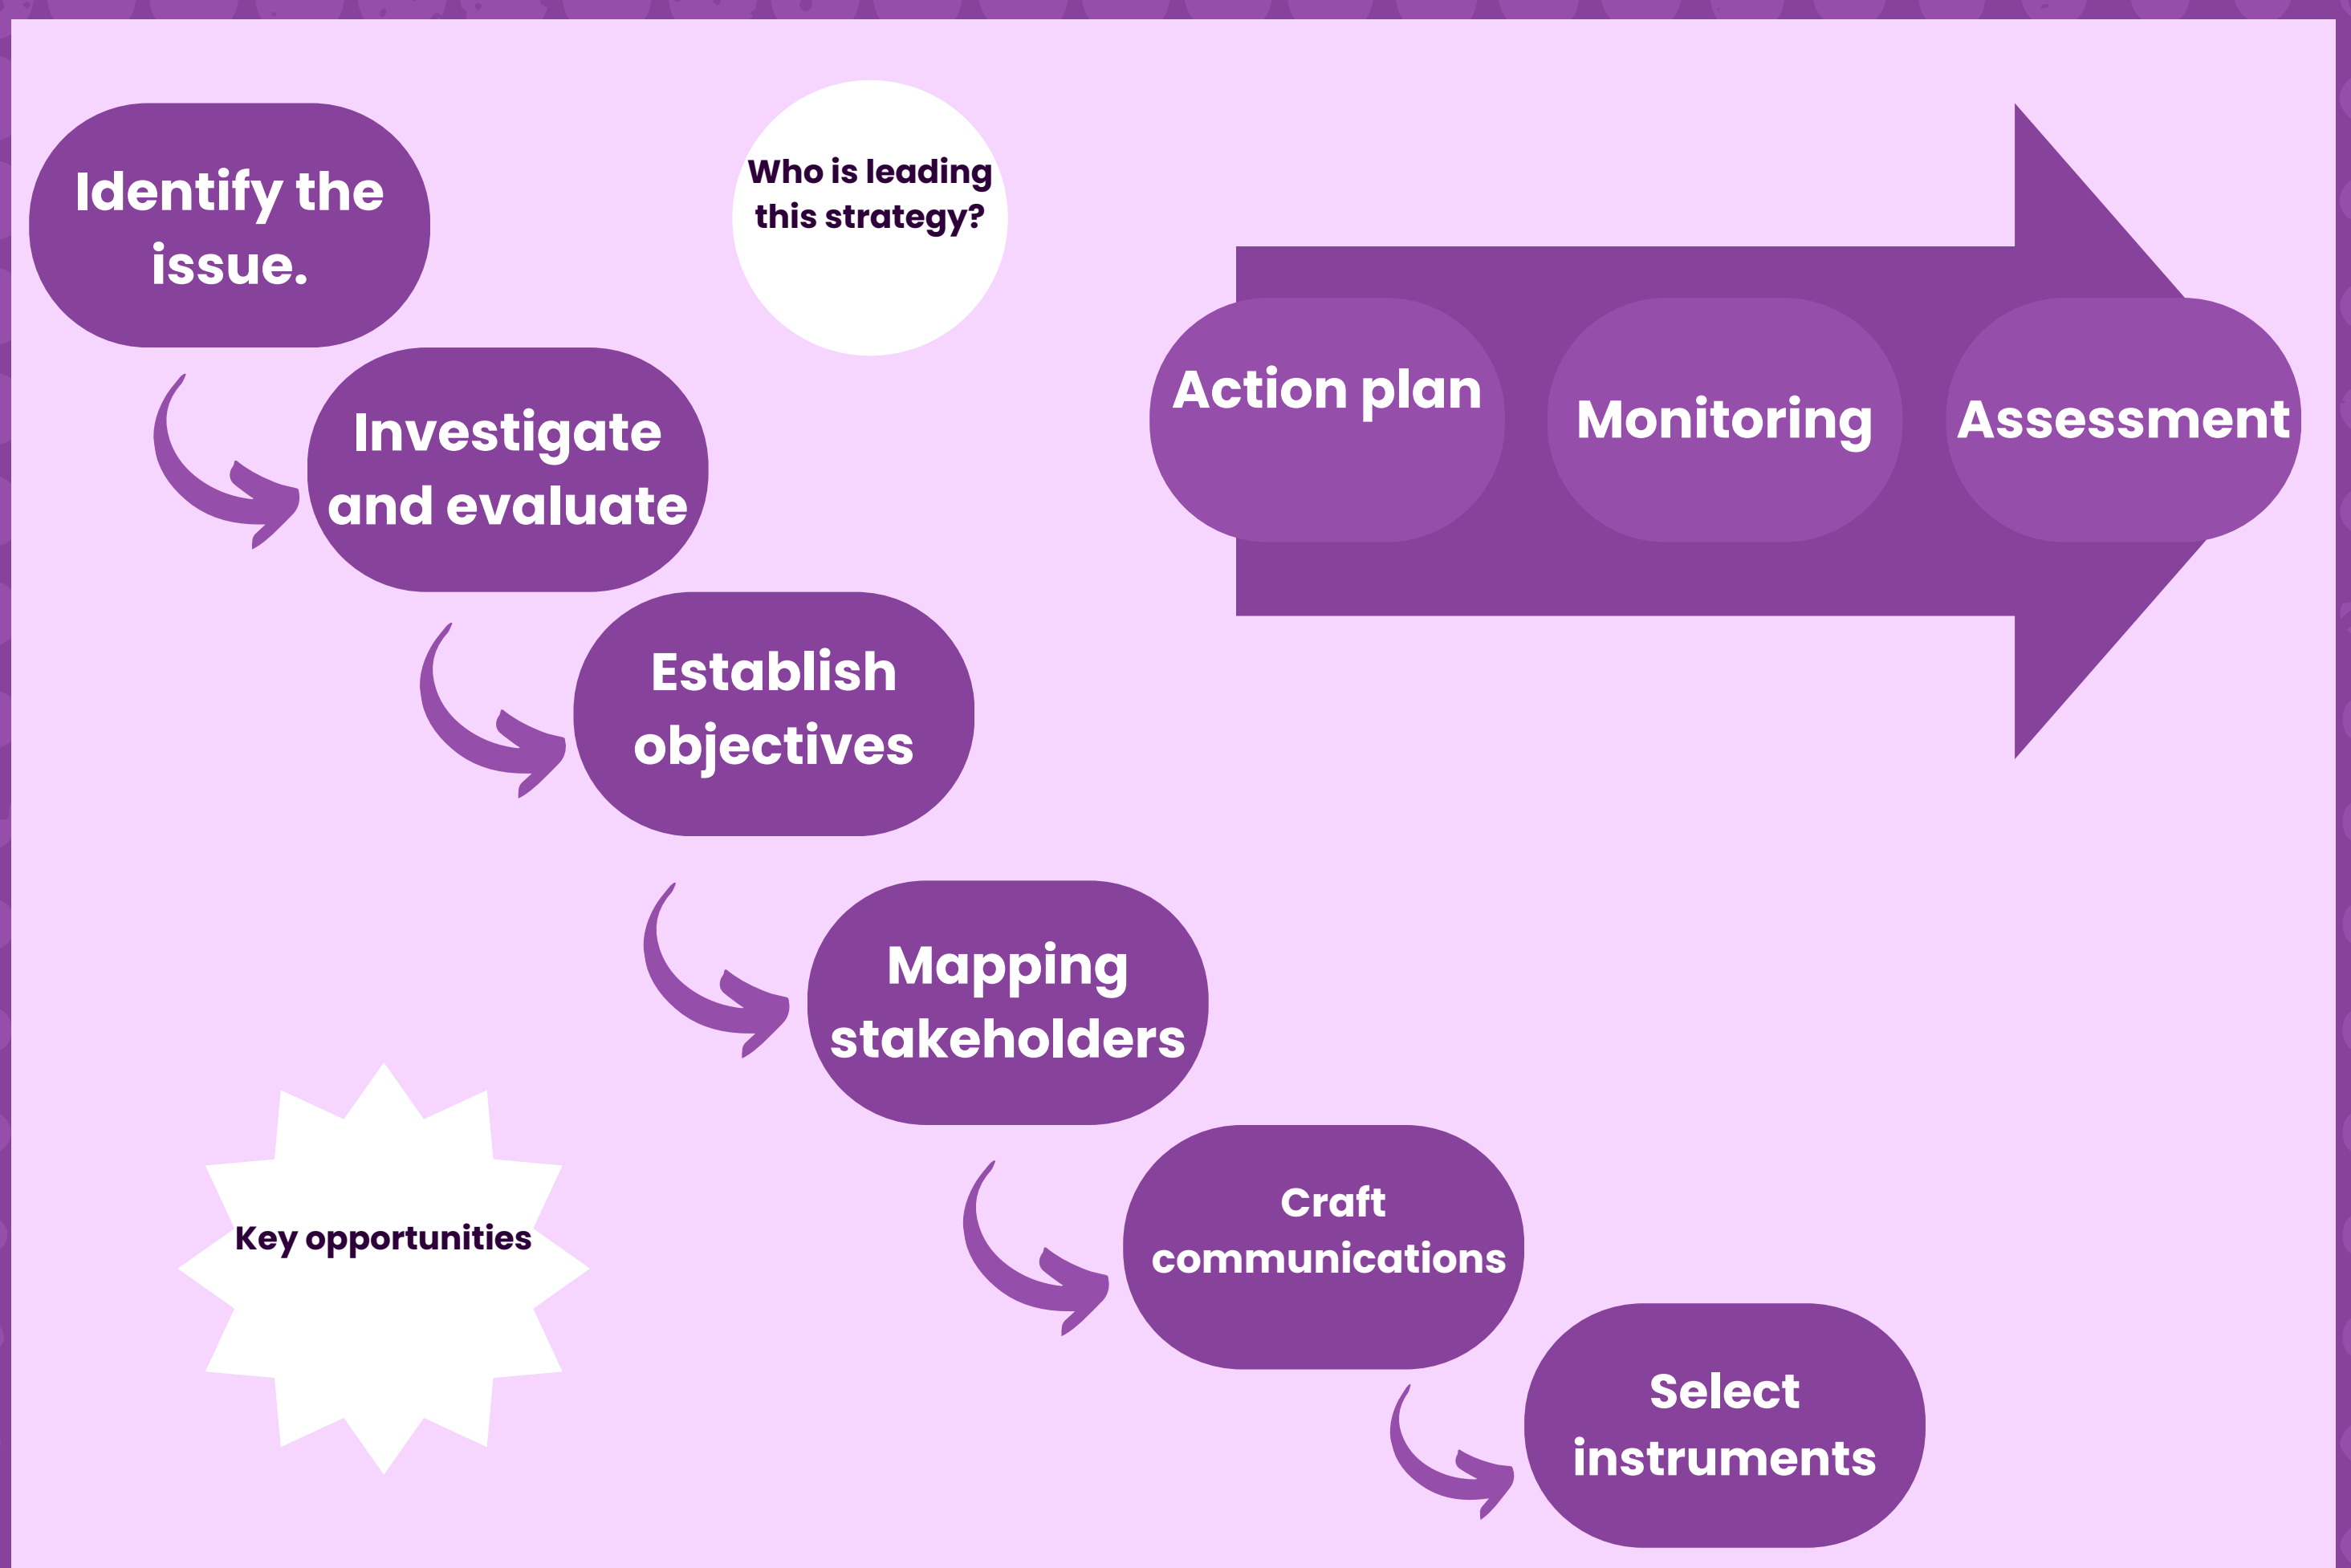 Identify the
issue.
Who is leading
this strategy?
Investigate
and evaluate
Action plan
Monitoring
Assessment
Establish
objectives
Mapping
stakeholders
Key opportunities
Craft
communications
Select
instruments